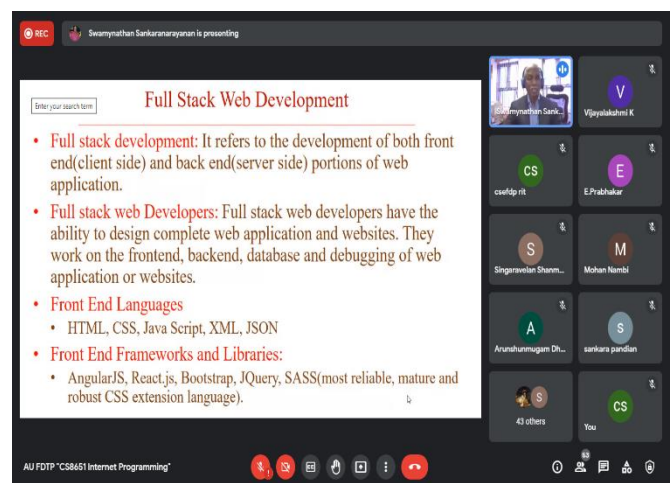 REC
Swamynathan Sankaranarayanan is presenting
Enter your search term
Full Stack Web Development
• Full stack development: It refers to the development of both front
end(client side) and back end(server side) portions of web
application.
• Full stack web Developers: Full stack web developers have the
ability to design complete web application and websites. They
work on the frontend, backend, database and debugging of web
application or websites.
• Front End Languages
• HTML, CSS, Java Script, XML, JSON
• Front End Frameworks and Libraries:
• AngularJS, React.js, Bootstrap, JQuery, SASS(most reliable, mature and
robust CSS extension language).
Swamynathan Sank...
V
Vijayalakshmi K
CS
csefdp rit
E
E.Prabhakar
S
Singaravelan Shanm...
M
Mohan Nambi
A
Arunshunmugam Dh...
S
sankara pandian
S
43 others
CS
You
AU FDTP "CS8651 Internet Programming"
53